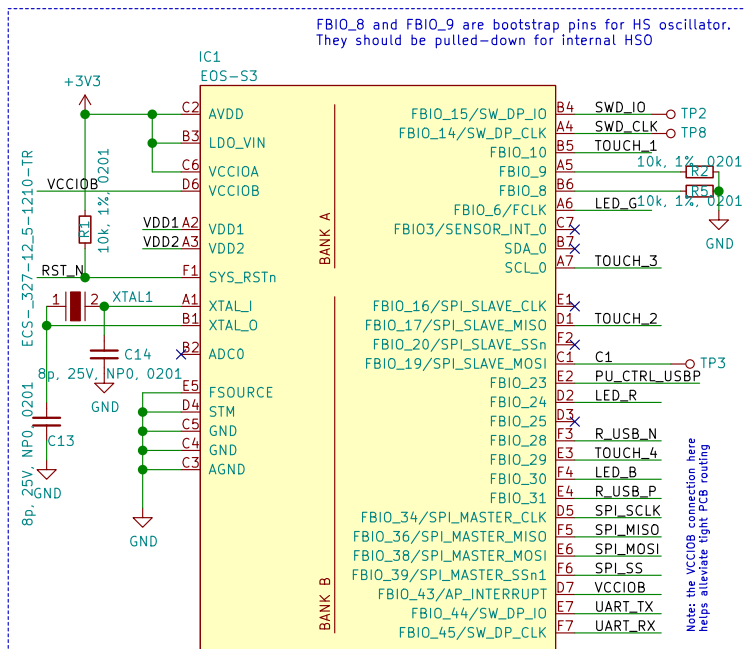 FBIO_8 and FBIO_9 are bootstrap pins for HS oscillator.
They should be pulled-down for internal HSO
IC1
EOS-S3
+3V3
C2 AVDD
B3 LDO_VIN
C6 VCCIOA
VCCIOB D6 VCCIOB
VDD1 A2 VDD1
VDD2 A3 VDD2
R1
10k, 1%, 0201
RST_N F1 SYS_RSTn
ECS-_327-12_5-1210-TR
1 2 XTAL1
A1 XTAL_I
B1 XTAL_O
B2 ADC0
C14
8p, 25V, NP0, 0201
GND
E5 FSOURCE
D4 STM
C5 GND
C4 GND
C3 AGND
C13
8p, 25V, NP0, 0201
GND
GND
BANK A
BANK B
FBIO_15/SW_DP_IO B4 SWD_IO TP2
FBIO_14/SW_DP_CLK A4 SWD_CLK TP8
FBIO_10 B5 TOUCH_1
FBIO_9 A5 10k, 1%, 0201 R2
FBIO_8 B6 R5
10k, 1%, 0201
FBIO_6/FCLK A6 LED_G
GND
FBIO3/SENSOR_INT_0 C7
SDA_0 B7
SCL_0 A7 TOUCH_3
FBIO_16/SPI_SLAVE_CLK E1
FBIO_17/SPI_SLAVE_MISO D1 TOUCH_2
FBIO_20/SPI_SLAVE_SSn F2
FBIO_19/SPI_SLAVE_MOSI C1 C1 TP3
FBIO_23 E2 PU_CTRL_USBP
FBIO_24 D2 LED_R
FBIO_25 D3
FBIO_28 F3 R_USB_N
FBIO_29 E3 TOUCH_4
FBIO_30 F4 LED_B
FBIO_31 E4 R_USB_P
FBIO_34/SPI_MASTER_CLK D5 SPI_SCLK
FBIO_36/SPI_MASTER_MISO F5 SPI_MISO
FBIO_38/SPI_MASTER_MOSI E6 SPI_MOSI
FBIO_39/SPI_MASTER_SSn1 F6 SPI_SS
FBIO_43/AP_INTERRUPT D7 VCCIOB
FBIO_44/SW_DP_IO E7 UART_TX
FBIO_45/SW_DP_CLK F7 UART_RX
Note: the VCCIOB connection here
helps alleviate tight PCB routing